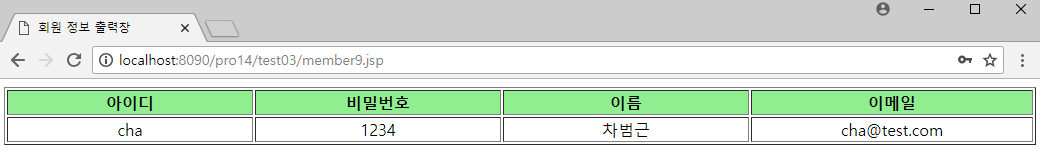 회원 정보 출력창
localhost:8090/pro14/test03/member9.jsp
아이디 비밀번호 이름 이메일
cha 1234 차범근 cha@test.com